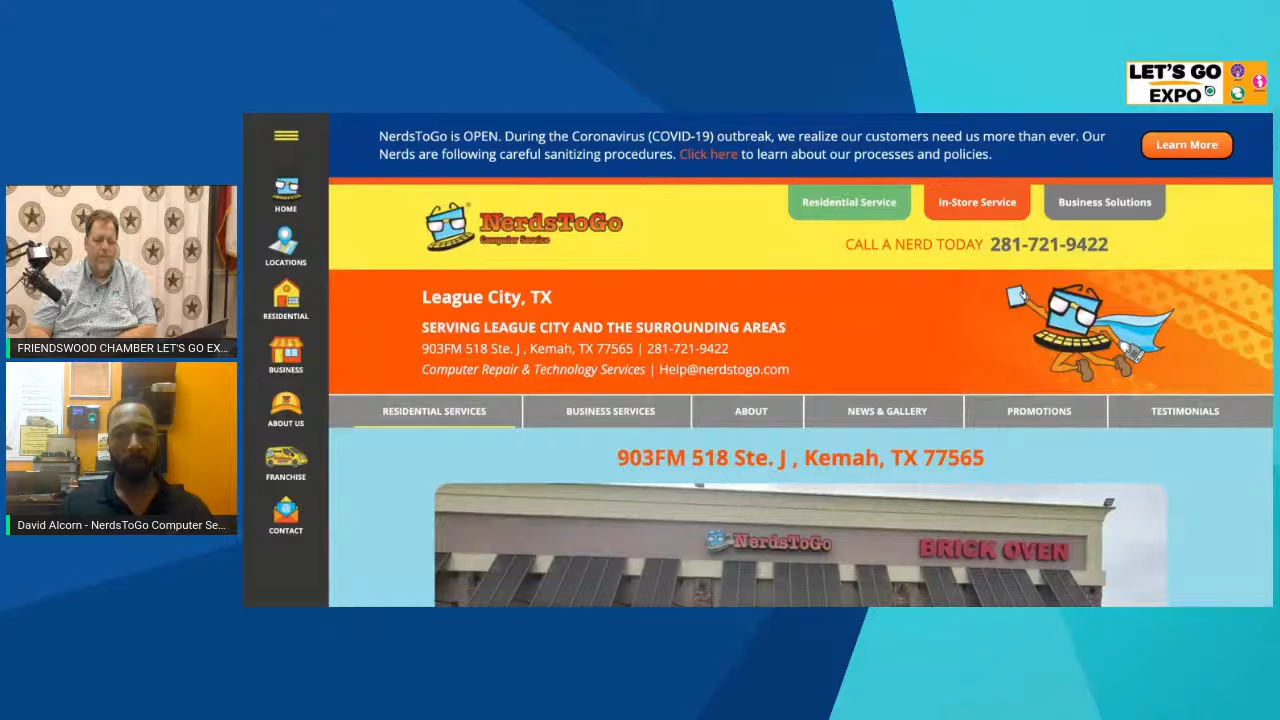 LET'S GO
EXPO
NerdsToGo is OPEN. During the Coronavirus (COVID-19) outbreak, we realize our customers need us more than ever. Our
Nerds are following careful sanitizing procedures. Click here to learn about our processes and policies.
Learn More
HOME
LOCATIONS
RESIDENTIAL
BUSINESS
ABOUT US
FRANCHISE
CONTACT
NerdsToGo
Computer Service
Residential Service
In-Store Service
Business Solutions
CALL A NERD TODAY 281-721-9422
League City, TX
SERVING LEAGUE CITY AND THE SURROUNDING AREAS
903FM 518 Ste. J , Kemah, TX 77565 | 281-721-9422
Computer Repair & Technology Services | Help@nerdstogo.com
RESIDENTIAL SERVICES
BUSINESS SERVICES
ABOUT
NEWS & GALLERY
PROMOTIONS
TESTIMONIALS
903FM 518 Ste. J , Kemah, TX 77565
NerdsToGo
BRICK OVEN
FRIENDSWOOD CHAMBER LET'S GO EX...
David Alcorn - NerdsToGo Computer Se...